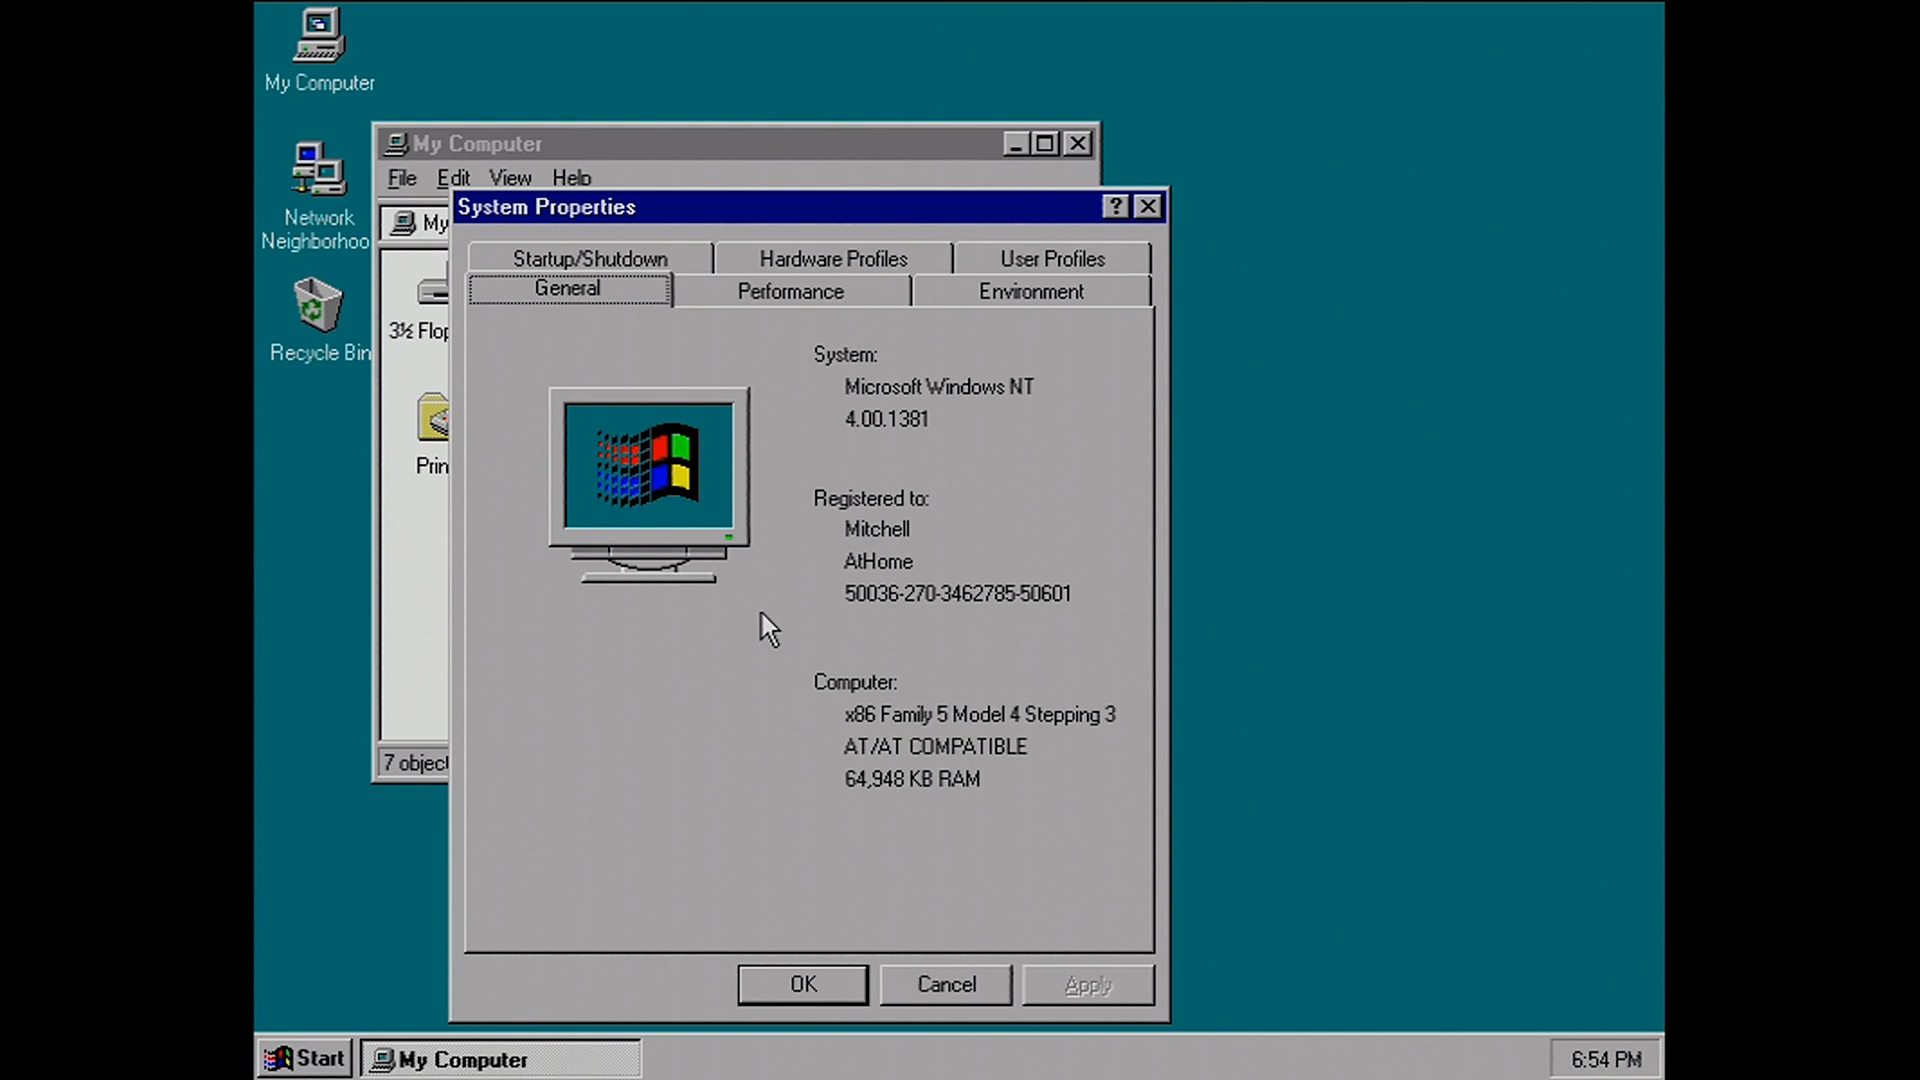 My Computer
Network
Neighborhoo
Recycle Bin
My Computer
File Edit View Help
My
3½ Flop
Prin
7 object
System Properties
Startup/Shutdown Hardware Profiles User Profiles
General Performance Environment
System:
Microsoft Windows NT
4.00.1381
Registered to:
Mitchell
AtHome
50036-270-3462785-50601
Computer:
x86 Family 5 Model 4 Stepping 3
AT/AT COMPATIBLE
64,948 KB RAM
OK Cancel Apply
Start My Computer 6:54 PM